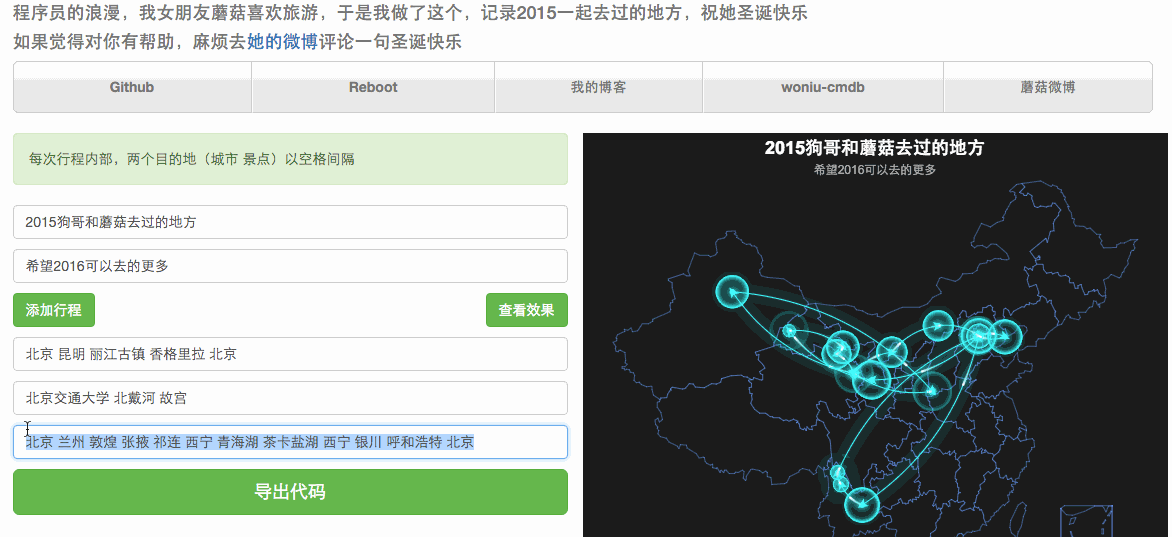 程序员的浪漫，我女朋友蘑菇喜欢旅游，于是我做了这个，记录2015一起去过的地方，祝她圣诞快乐
如果觉得对你有帮助，麻烦去她的微博评论一句圣诞快乐
Github Reboot 我的博客 woniu-cmdb 蘑菇微博
每次行程内部，两个目的地（城市 景点）以空格间隔
2015狗哥和蘑菇去过的地方
希望2016可以去的更多
添加行程 查看效果
北京 昆明 丽江古镇 香格里拉 北京
北京交通大学 北戴河 故宫
北京 兰州 敦煌 张掖 祁连 西宁 青海湖 茶卡盐湖 西宁 银川 呼和浩特 北京
导出代码
2015狗哥和蘑菇去过的地方
希望2016可以去的更多